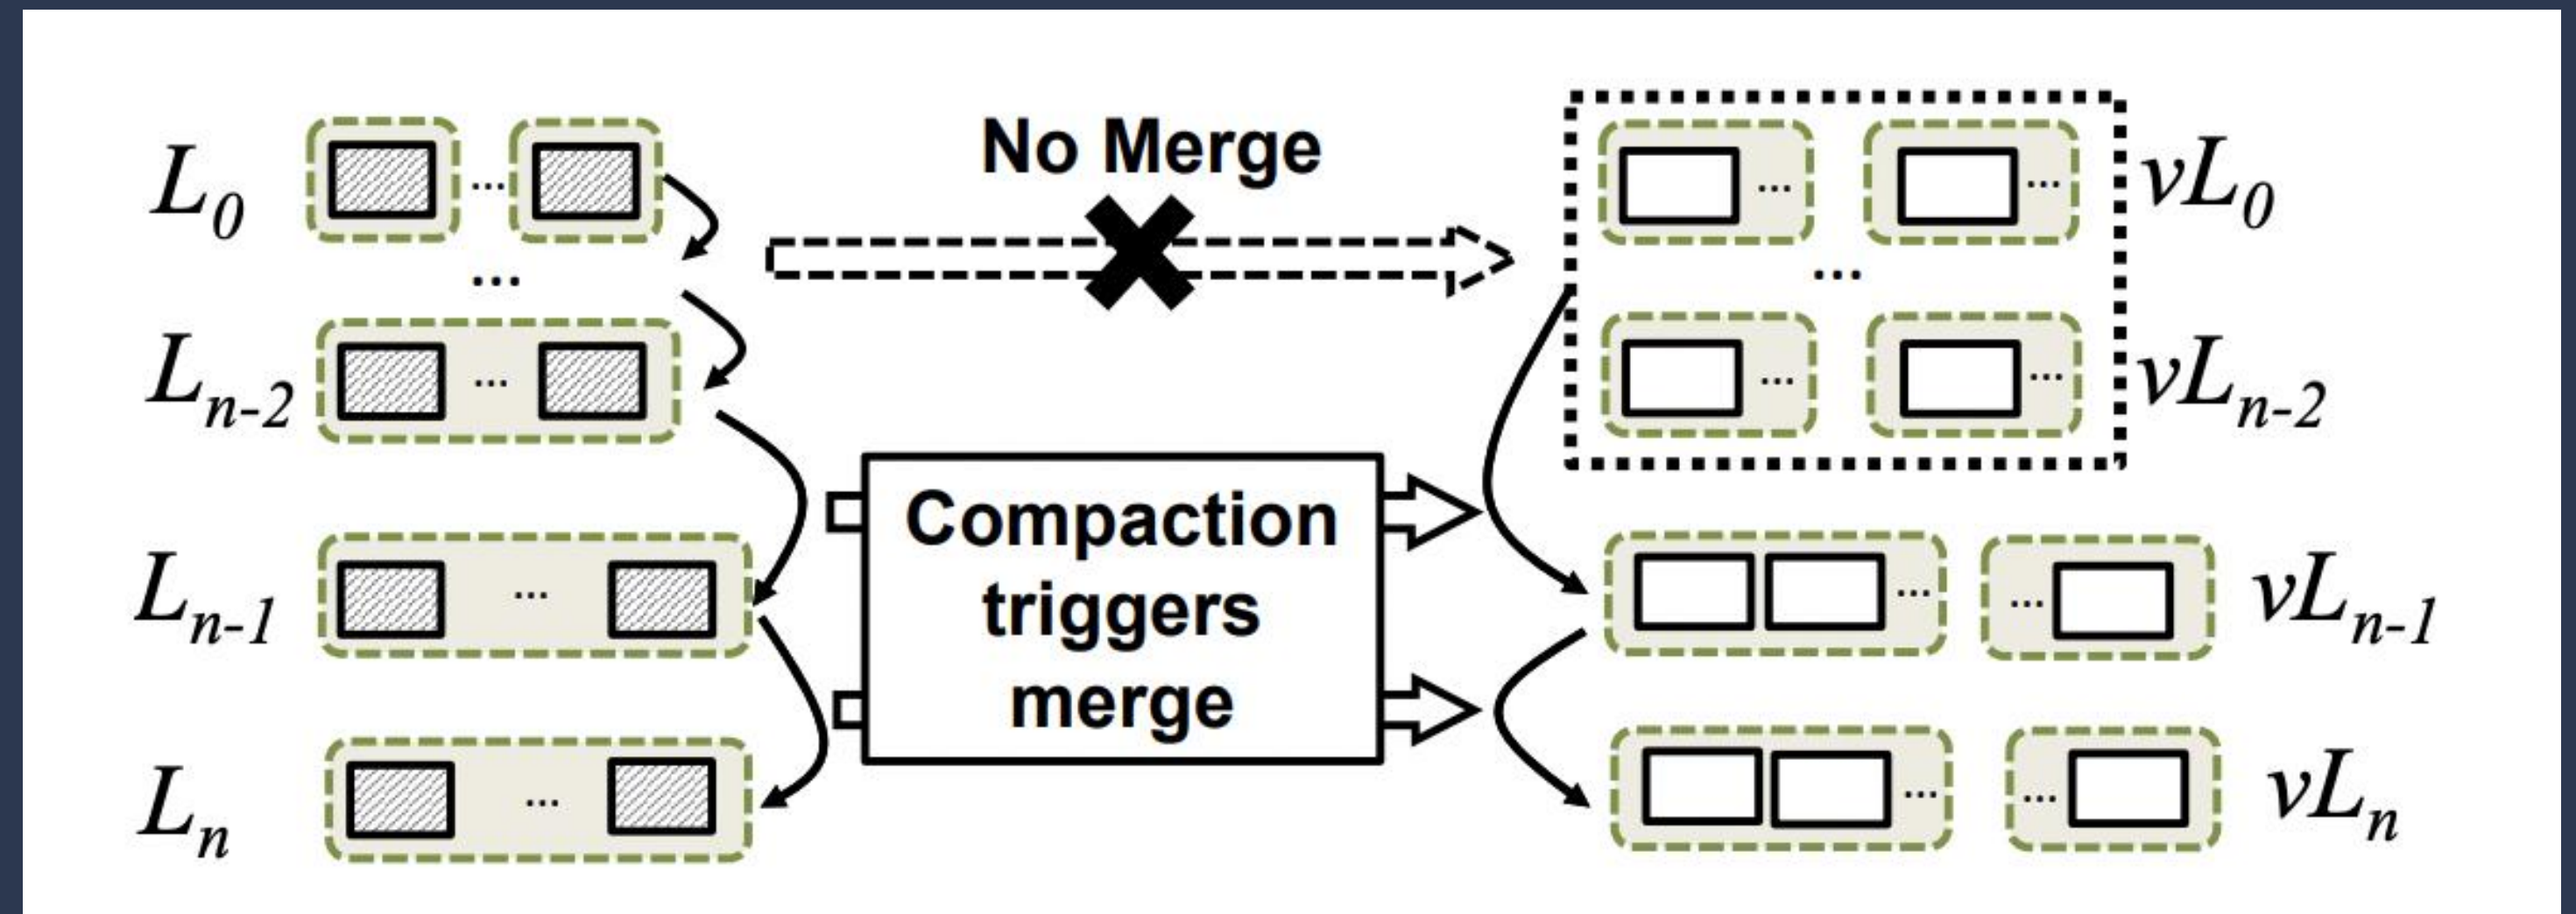 L0 ... No Merge ... ... vL0
... ...
Ln-2 ... ... ... vLn-2
Compaction
Ln-1 ... triggers ... ... vLn-1
merge
Ln ... ... ... vLn